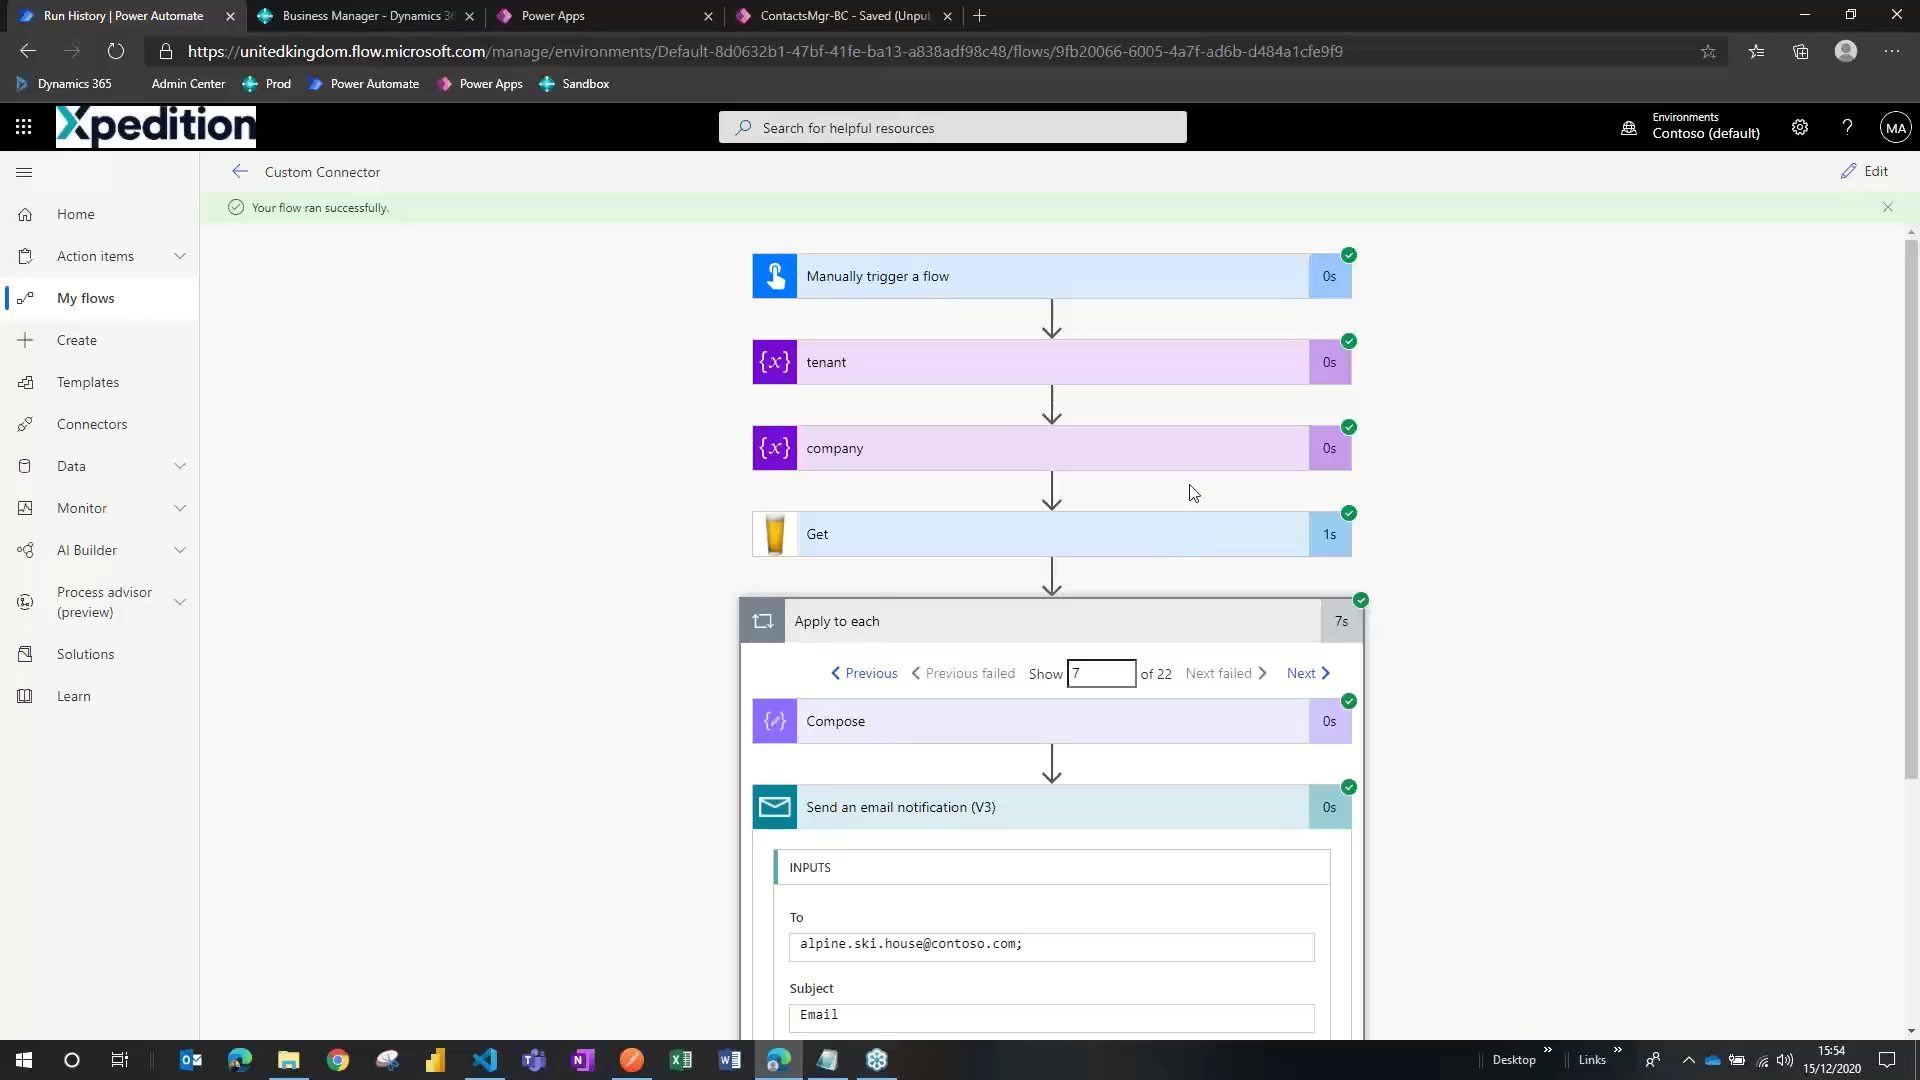 Run History | Power Automate
Business Manager - Dynamics 36
Power Apps
ContactsMgr-BC - Saved (Unpu
https://unitedkingdom.flow.microsoft.com/manage/environments/Default-8d0632b1-47bf-41fe-ba13-a838adf98c48/flows/9fb20066-6005-4a7f-ad6b-d484a1cfe9f9
Dynamics 365
Admin Center
Prod
Power Automate
Power Apps
Sandbox
Xpedition
Search for helpful resources
Environments
Contoso (default)
?
MA
Custom Connector
Edit
Your flow ran successfully.
Home
Action items
My flows
Create
Templates
Connectors
Data
Monitor
AI Builder
Process advisor
(preview)
Solutions
Learn
Manually trigger a flow
0s
{x}
tenant
0s
{x}
company
0s
Get
1s
Apply to each
7s
Previous
Previous failed
Show
7
of 22
Next failed
Next
Compose
0s
Send an email notification (V3)
0s
INPUTS
To
alpine.ski.house@contoso.com;
Subject
Email
Desktop
Links
15:54
15/12/2020